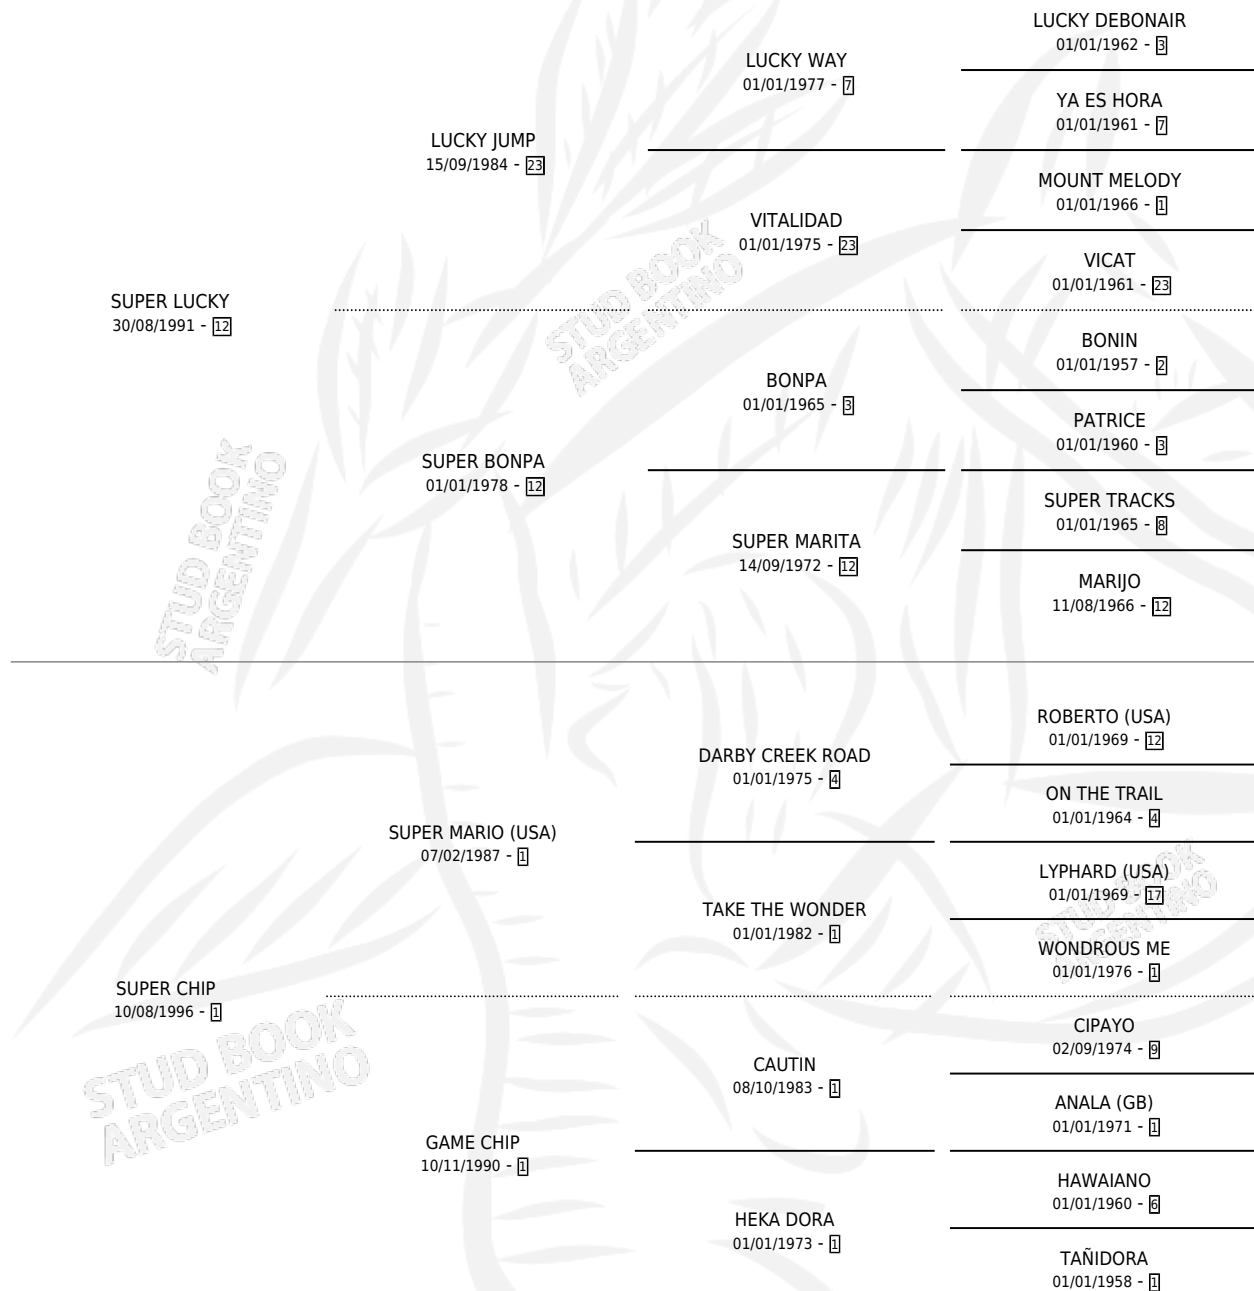 LUCKY DEBONAIR
01/01/1962 - 3
LUCKY WAY
01/01/1977 - 7
YA ES HORA
01/01/1961 - 7
LUCKY JUMP
15/09/1984 - 23
MOUNT MELODY
01/01/1966 - 1
VITALIDAD
01/01/1975 - 23
VICAT
01/01/1961 - 23
SUPER LUCKY
30/08/1991 - 12
STUD BOOK
ARGENTINO
BONIN
01/01/1957 - 2
BONPA
01/01/1965 - 3
PATRICE
01/01/1960 - 3
SUPER BONPA
01/01/1978 - 12
SUPER TRACKS
01/01/1965 - 8
SUPER MARITA
14/09/1972 - 12
MARIJO
11/08/1966 - 12
STUD BOOK
ARGENTINO
ROBERTO (USA)
01/01/1969 - 12
DARBY CREEK ROAD
01/01/1975 - 4
ON THE TRAIL
01/01/1964 - 4
SUPER MARIO (USA)
07/02/1987 - 1
LYPHARD (USA)
01/01/1969 - 17
TAKE THE WONDER
01/01/1982 - 1
STUD BOOK
ARGENTINO
WONDROUS ME
01/01/1976 - 1
SUPER CHIP
10/08/1996 - 1
STUD BOOK
ARGENTINO
CIPAYO
02/09/1974 - 9
CAUTIN
08/10/1983 - 1
ANALA (GB)
01/01/1971 - 1
GAME CHIP
10/11/1990 - 1
HAWAIANO
01/01/1960 - 6
HEKA DORA
01/01/1973 - 1
TAÑIDORA
01/01/1958 - 1